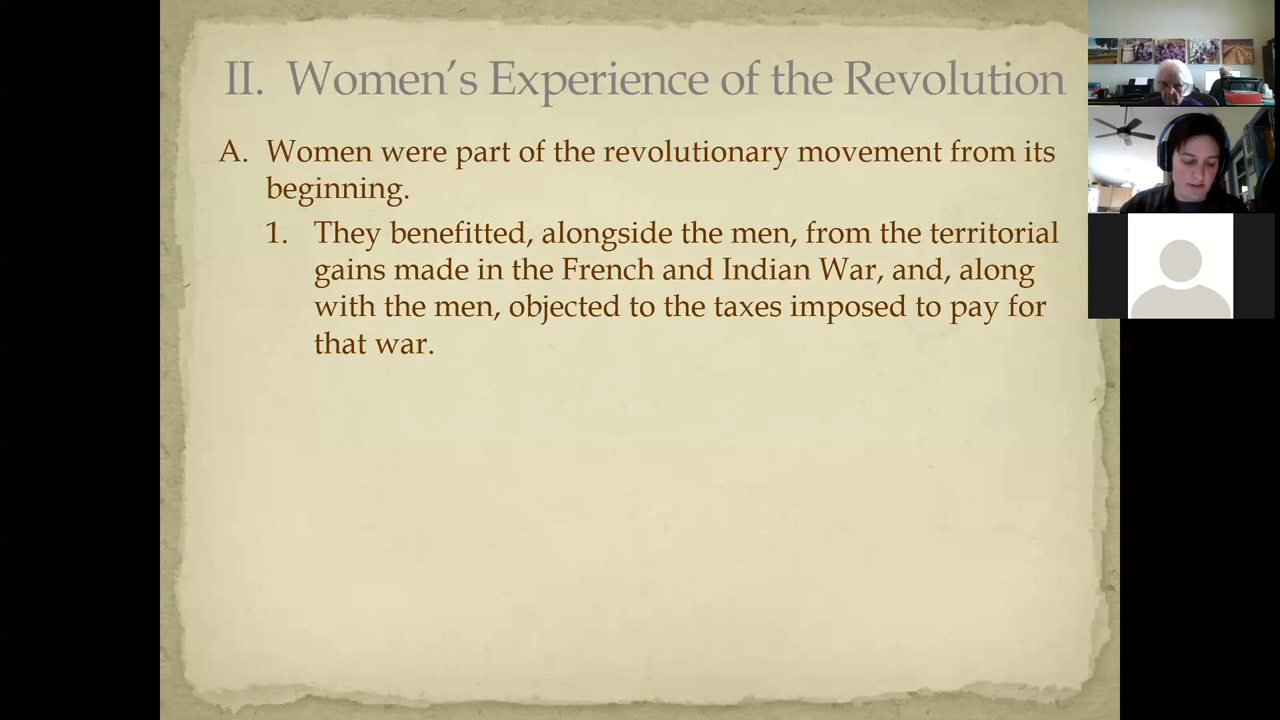 II. Women’s Experience of the Revolution
A. Women were part of the revolutionary movement from its
beginning.
1. They benefitted, alongside the men, from the territorial
gains made in the French and Indian War, and, along
with the men, objected to the taxes imposed to pay for
that war.